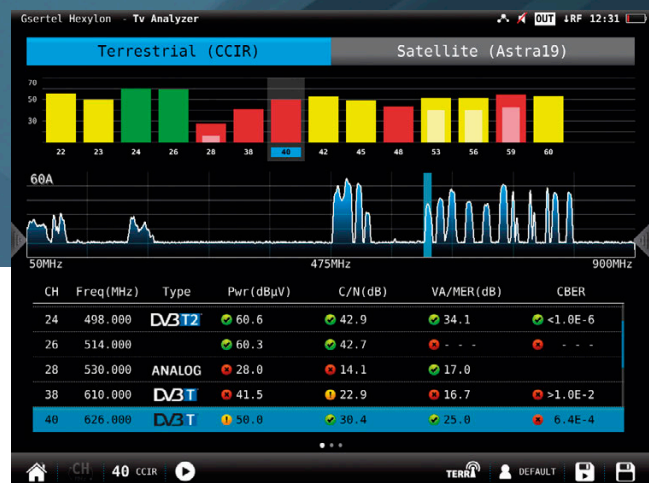 Gsertel Hexylon - Tv Analyzer OUT ↓RF 12:31
Terrestrial (CCIR) Satellite (Astra19)
70
50
30
22 23 24 26 28 38 40 42 45 48 53 56 59 60
60A
50MHz 475MHz 900MHz
CH Freq(MHz) Type Pwr(dBµV) C/N(dB) VA/MER(dB) CBER
24 498.000 DVB T2 60.6 42.9 34.1 <1.0E-6
26 514.000 60.3 42.7 - - - - - -
28 530.000 ANALOG 28.0 14.1 17.0
38 610.000 DVB T 41.5 22.9 16.7 >1.0E-2
40 626.000 DVB T 50.0 30.4 25.0 6.4E-4
CH 40 CCIR TERR DEFAULT